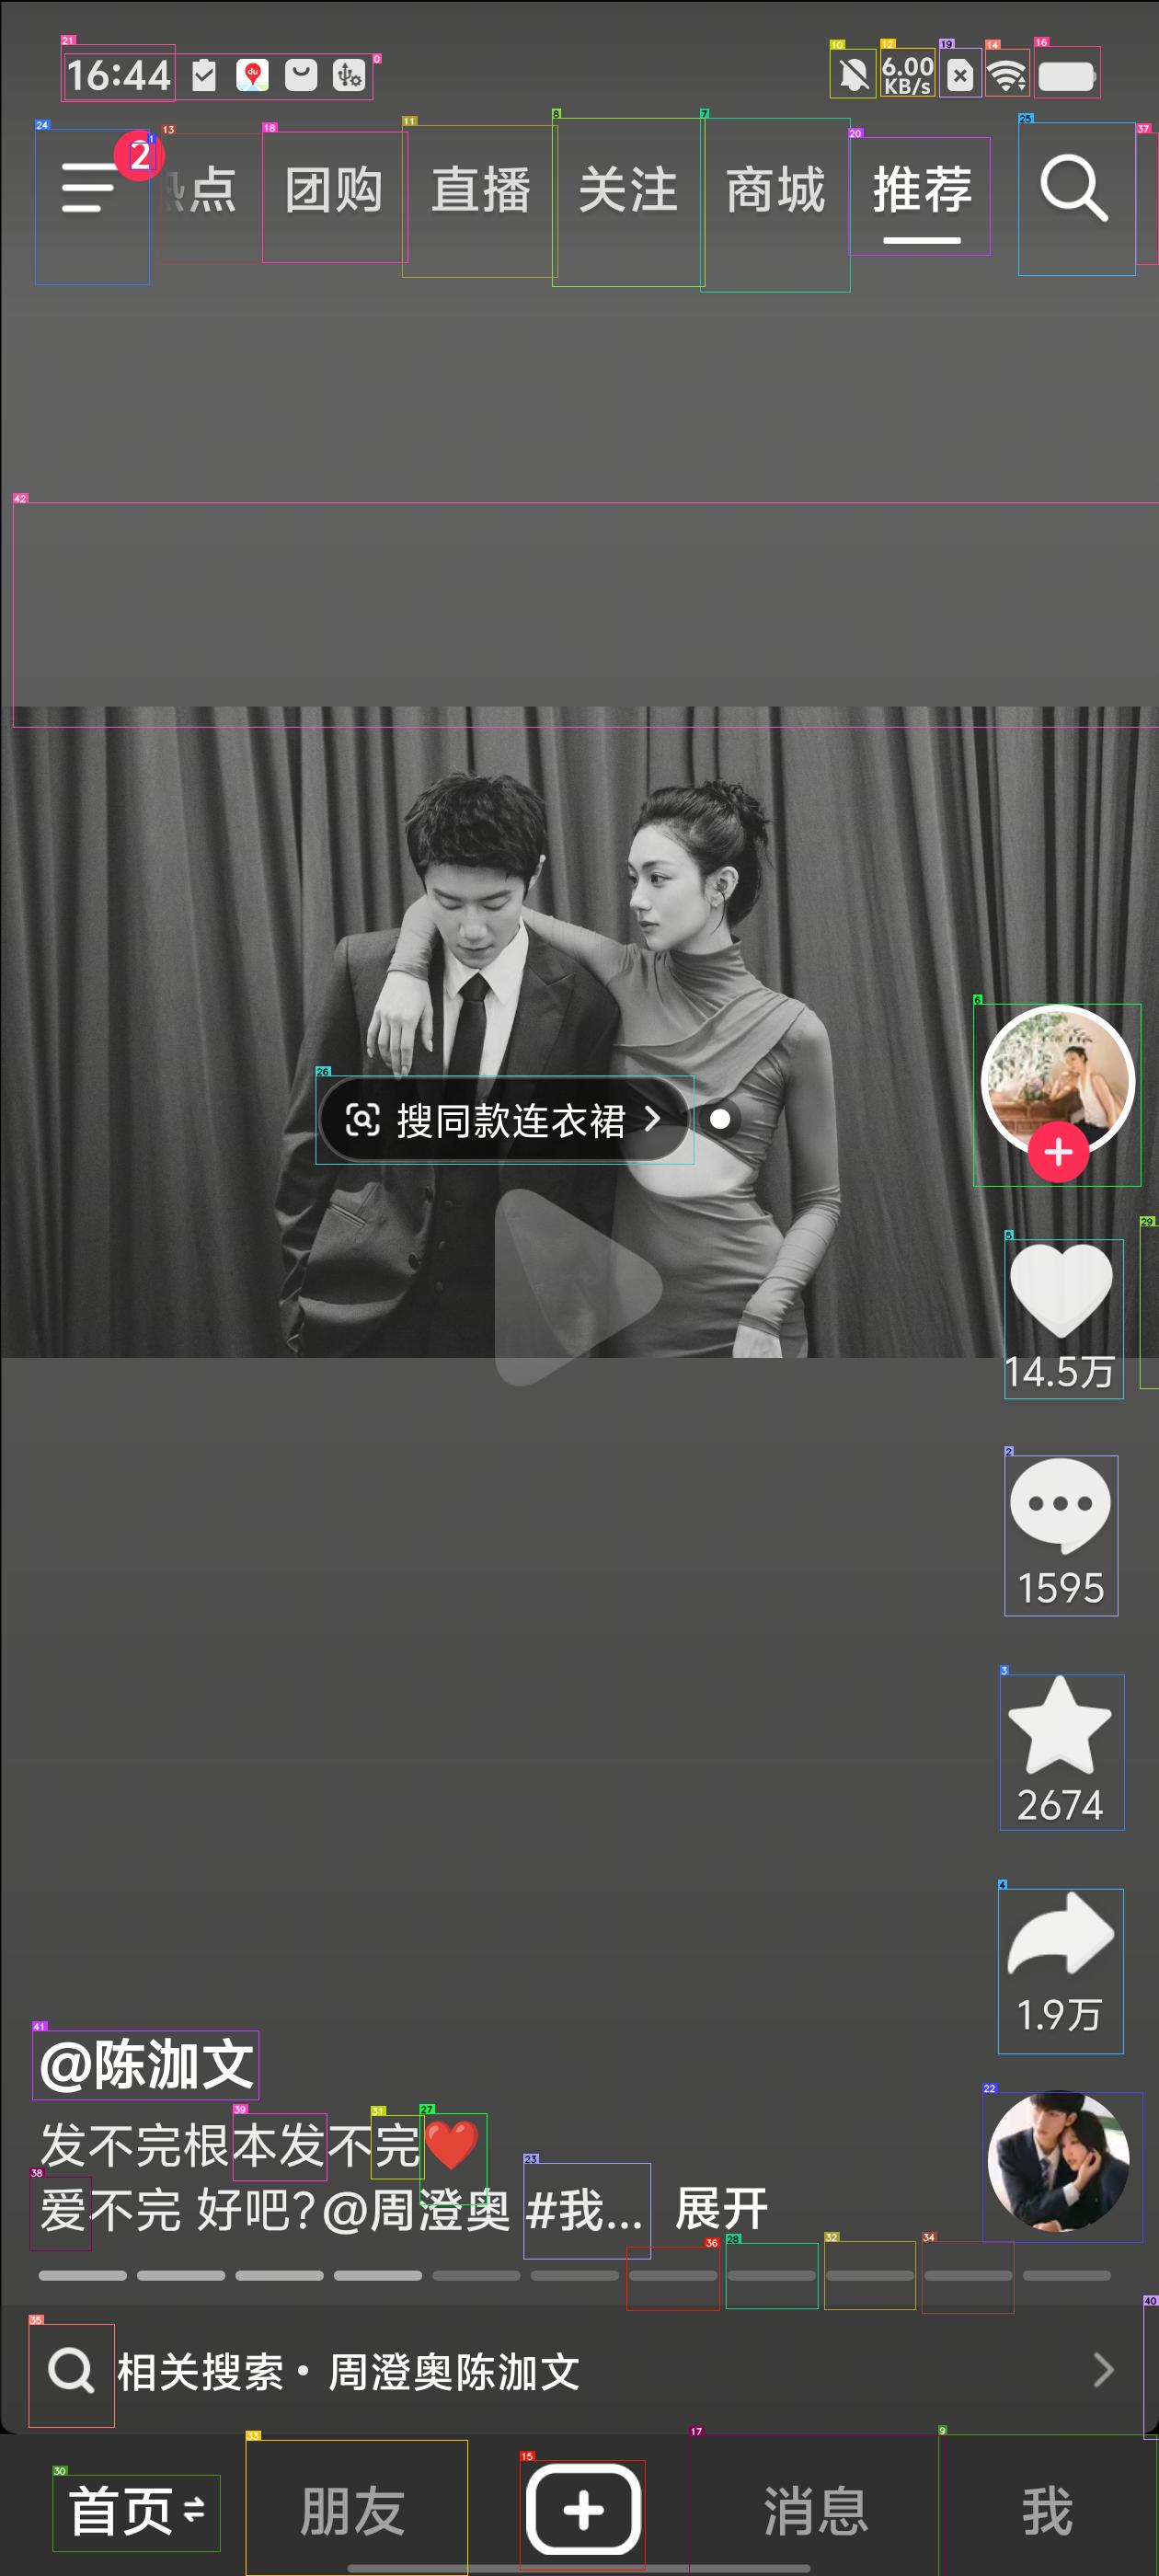 16:44
6.00
KB/s
2
热点 团购 直播 关注 商城 推荐
搜同款连衣裙
14.5万
1595
2674
1.9万
@陈泇文
发不完根本发不完❤️
爱不完 好吧?@周澄奥 #我... 展开
相关搜索 • 周澄奥陈泇文
首页 朋友 消息 我